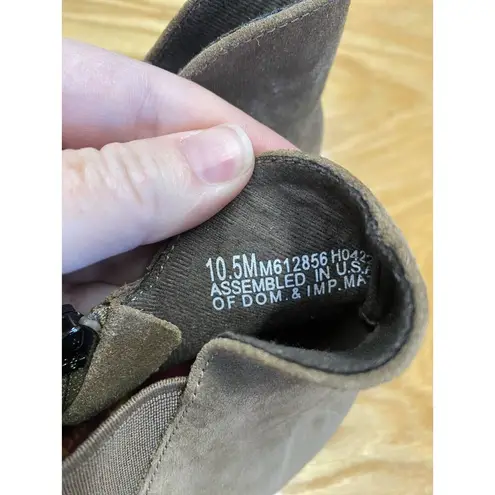 10.5M M612856 H042
ASSEMBLED IN U.S.A
OF DOM. & IMP. MA